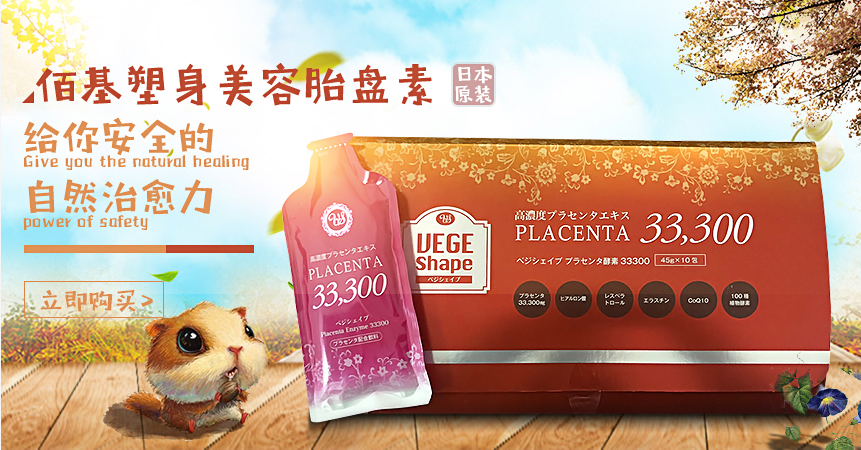 佰基塑身美容胎盘素
日本
原装
给你安全的
Give you the natural healing
自然治愈力
power of safety
立即购买>
高濃度プラセンタエキス
PLACENTA
33,300
ベジシェイプ
Placenta Enzyme 33300
プラセンタ配合飲料
VEGE
Shape
ベジシェイプ
高濃度プラセンタエキス
PLACENTA 33,300
ベジシェイプ プラセンタ酵素 33300 45g×10包
プラセンタ
33,300mg
ヒアルロン酸
レスベラ
トロール
エラスチン
CoQ10
100種
植物酵素